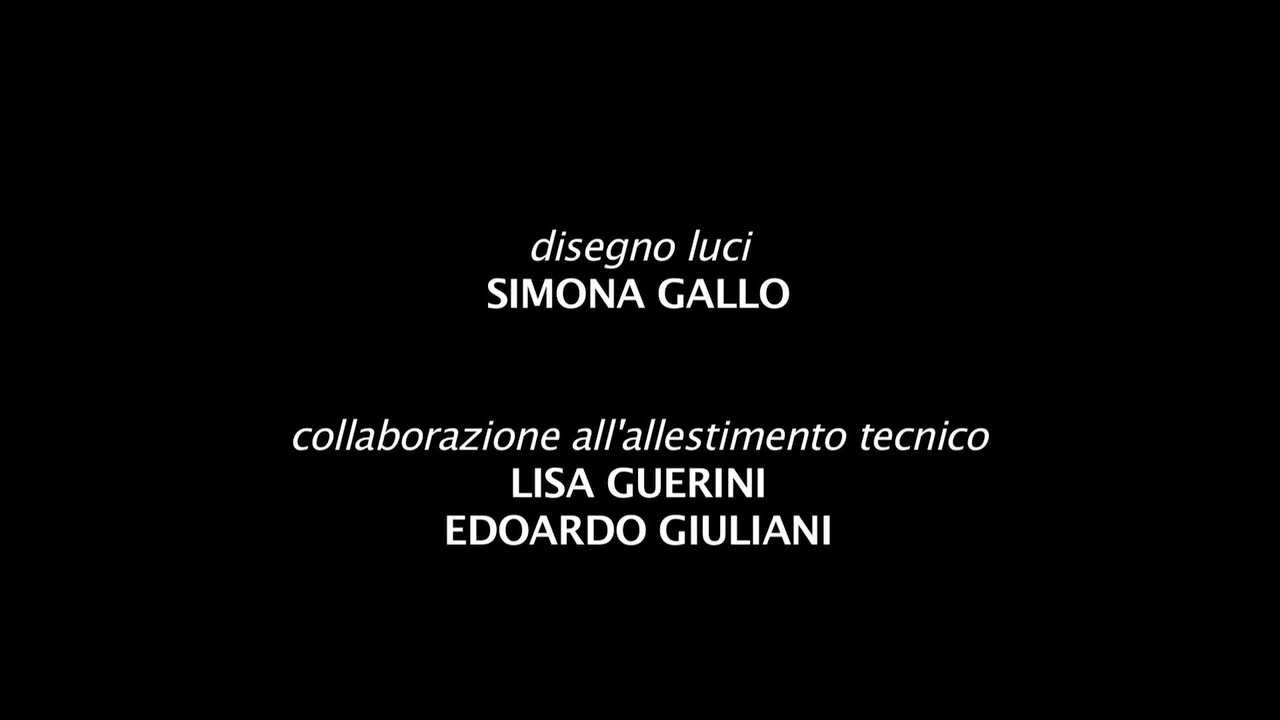 disegno luci
SIMONA GALLO
collaborazione all'allestimento tecnico
LISA GUERINI
EDOARDO GIULIANI